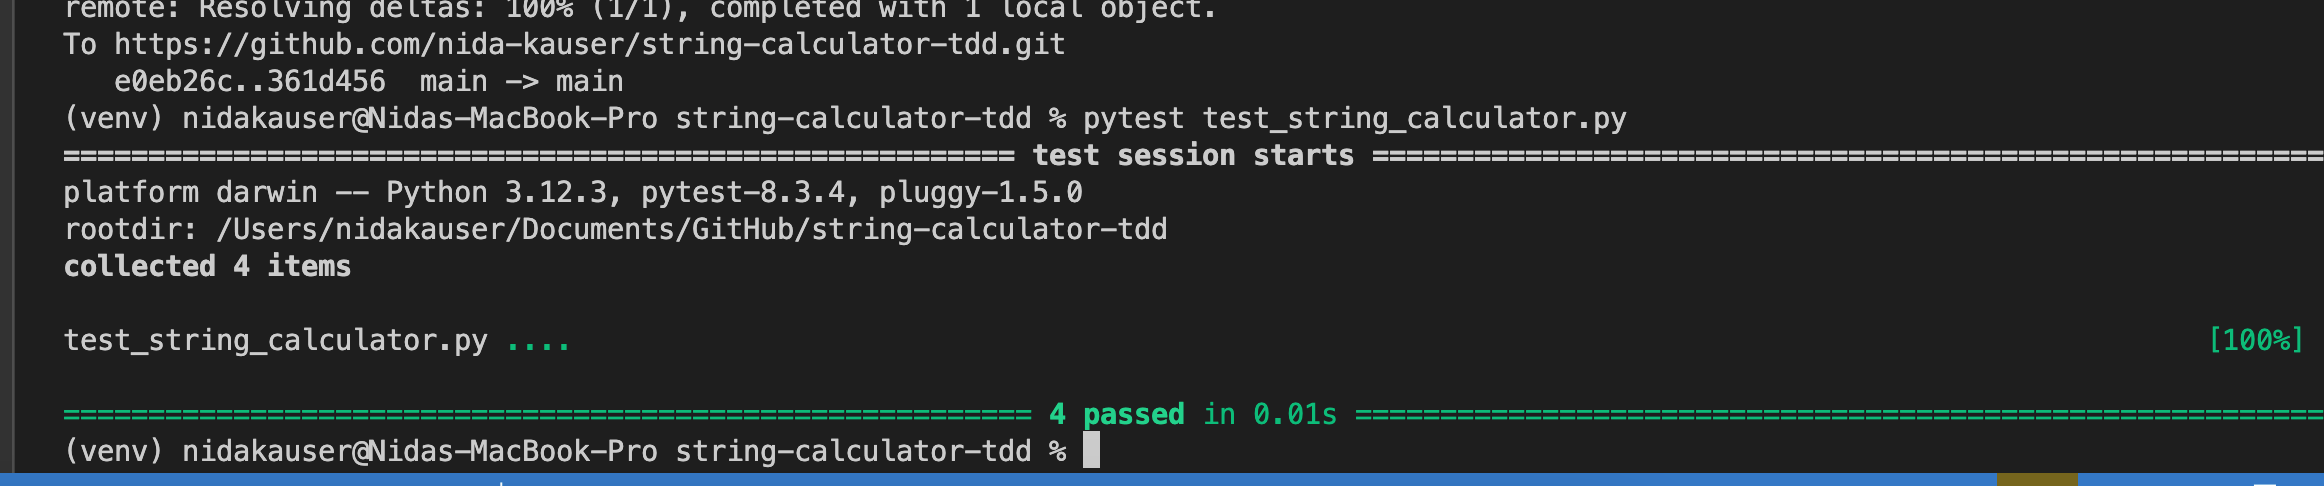 remote: Resolving deltas: 100% (1/1), completed with 1 local object.
To https://github.com/nida-kauser/string-calculator-tdd.git
   e0eb26c..361d456  main -> main
(venv) nidakauser@Nidas-MacBook-Pro string-calculator-tdd % pytest test_string_calculator.py
======================================================== test session starts ========================================================
platform darwin -- Python 3.12.3, pytest-8.3.4, pluggy-1.5.0
rootdir: /Users/nidakauser/Documents/GitHub/string-calculator-tdd
collected 4 items
test_string_calculator.py .... [100%]
========================================================= 4 passed in 0.01s =========================================================
(venv) nidakauser@Nidas-MacBook-Pro string-calculator-tdd %